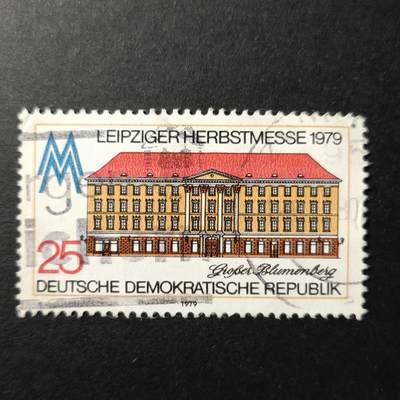 LEIPZIGER HERBSTMESSE 1979
MM
25
Großer Blumenberg
DEUTSCHE DEMOKRATISCHE REPUBLIK
1979